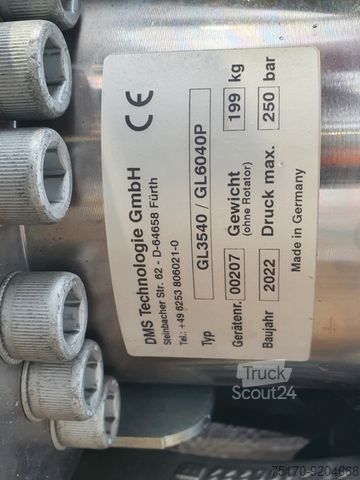 CE
DMS Technologie GmbH
Steinbacher Str. 62 - D-64658 Fürth
Tel.: +49 6253 806021-0
Typ GL3540 / GL6040P
Gerätenr. 00207 Gewicht 199 kg
(ohne Rotator)
Baujahr 2022 Druck max. 250 bar
Made in Germany
Truck
Scout24
75170-9204668